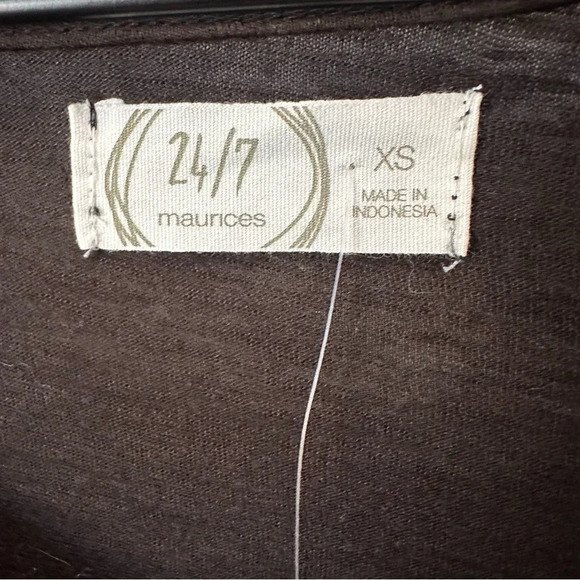 24/7
maurices
XS
MADE IN
INDONESIA